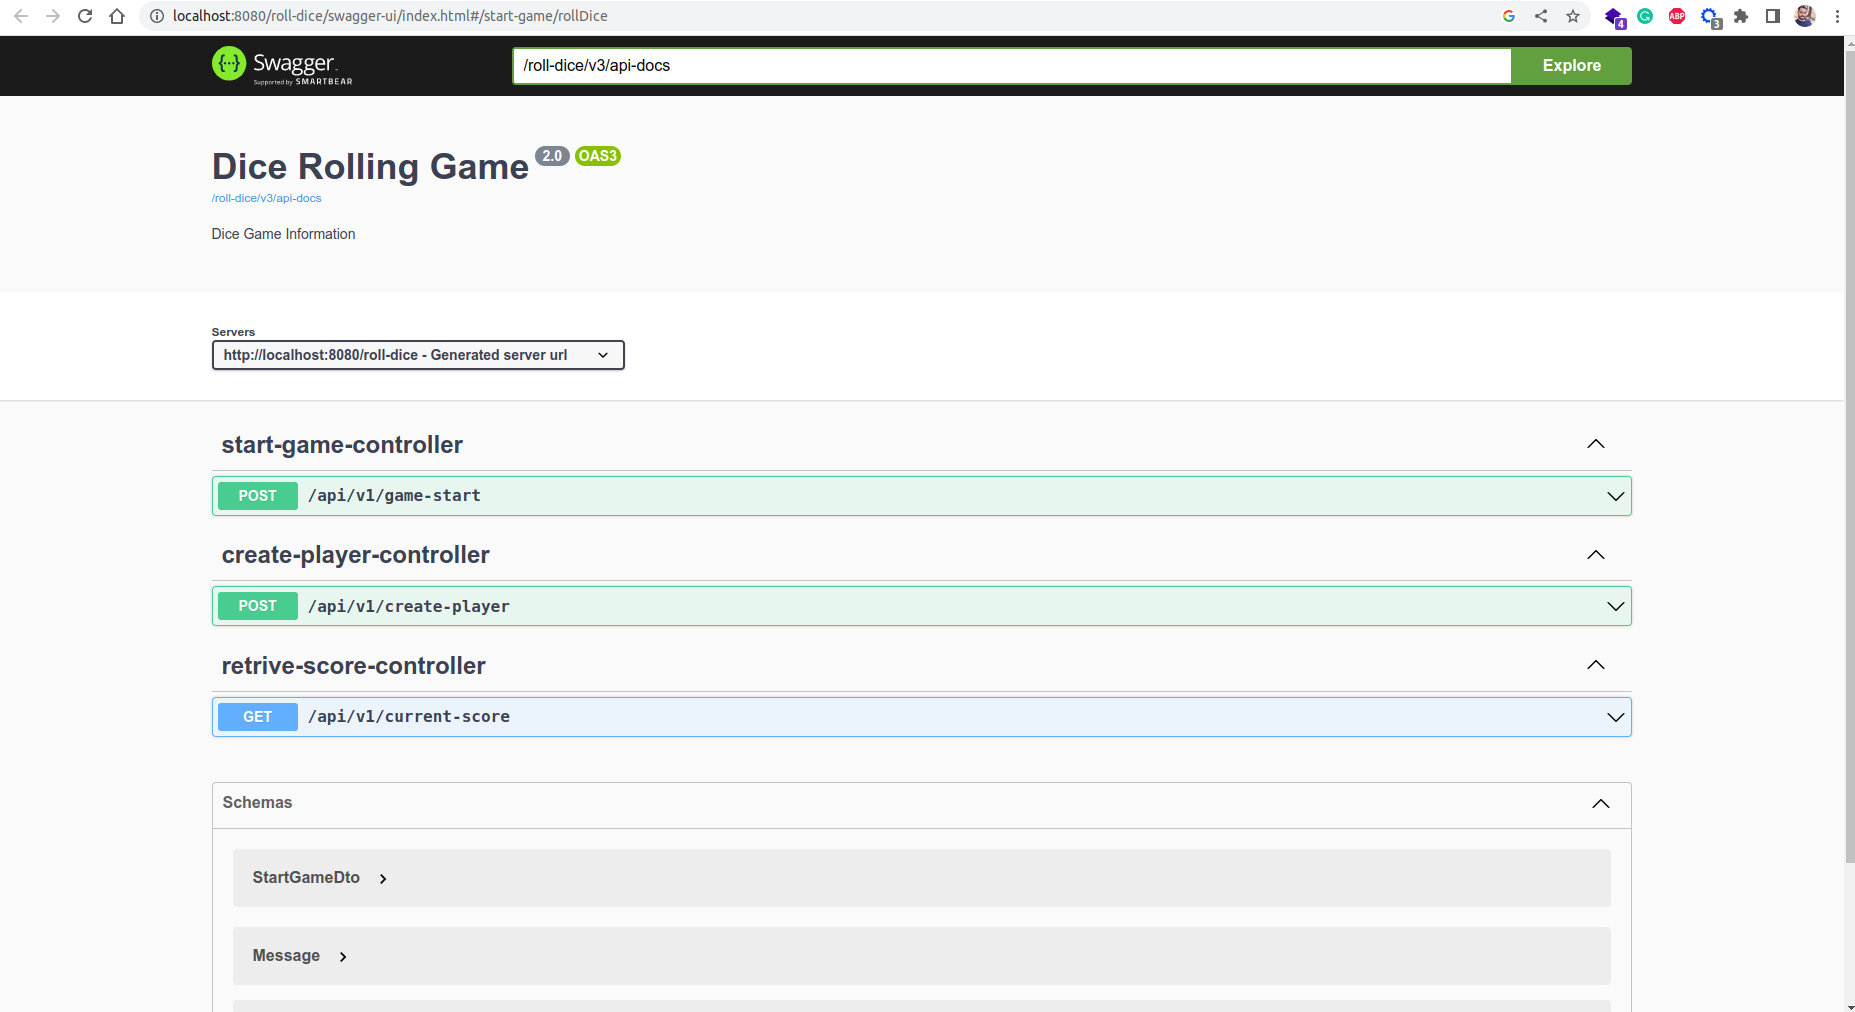 localhost:8080/roll-dice/swagger-ui/index.html#/start-game/rollDice
4
ABP
3
Swagger
Supported by SMARTBEAR
/roll-dice/v3/api-docs
Explore
Dice Rolling Game 2.0 OAS3
/roll-dice/v3/api-docs
Dice Game Information
Servers
http://localhost:8080/roll-dice - Generated server url
start-game-controller
POST /api/v1/game-start
create-player-controller
POST /api/v1/create-player
retrive-score-controller
GET /api/v1/current-score
Schemas
StartGameDto
Message